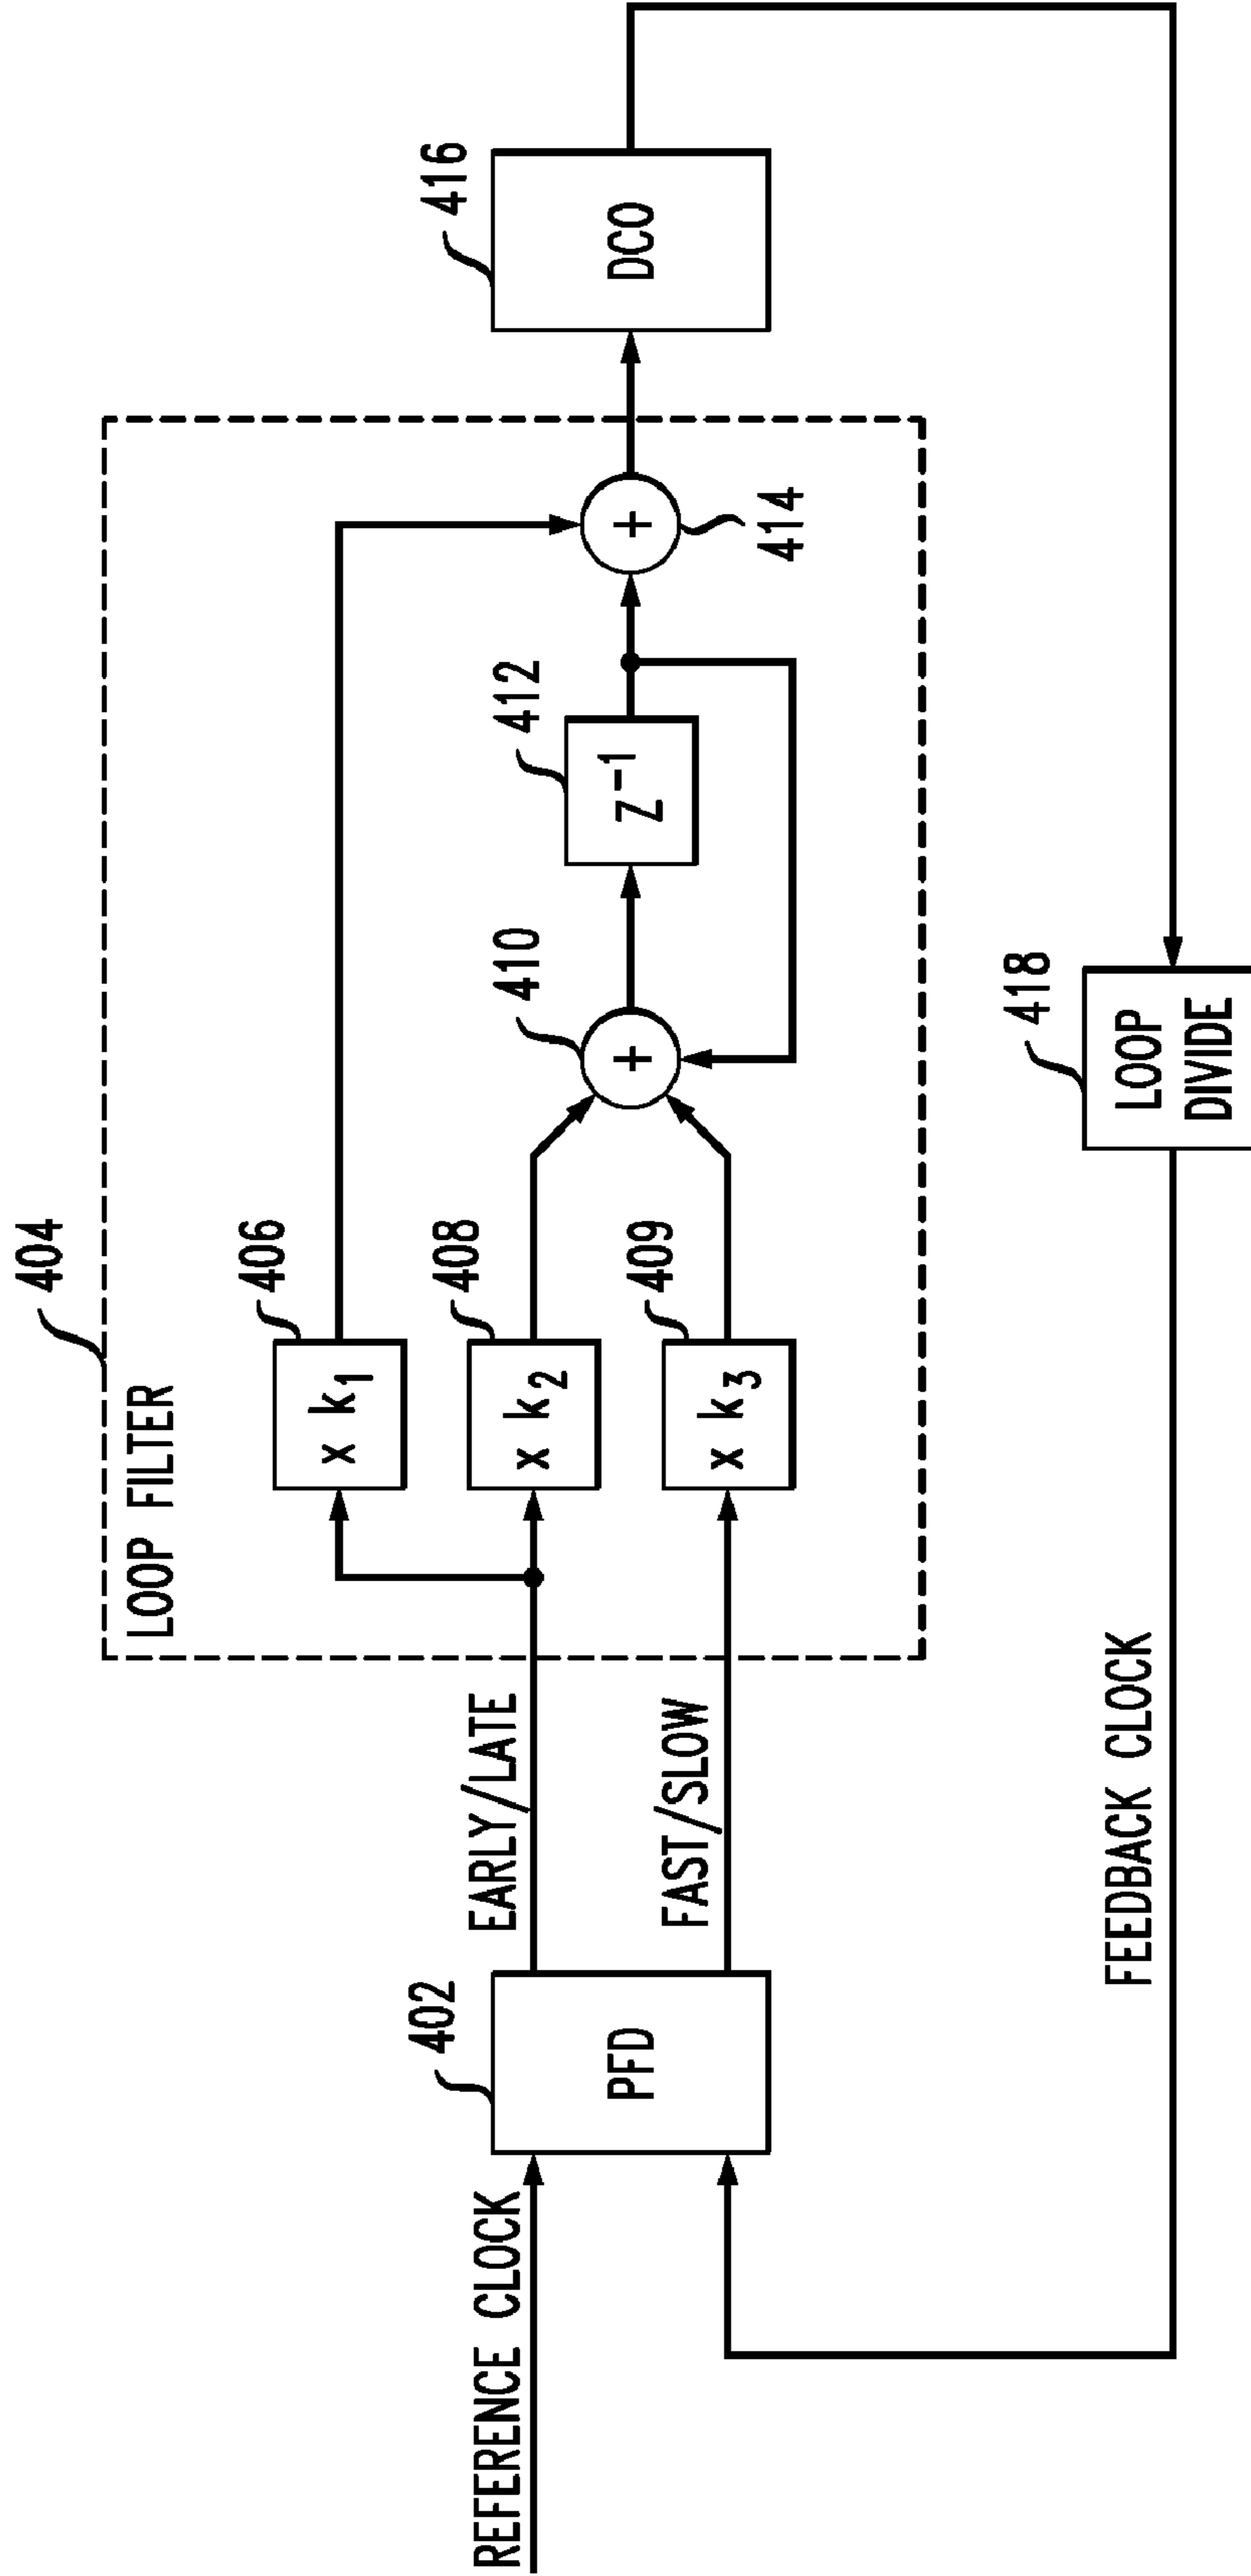 404
LOOP FILTER
406
x k1
408
x k2
409
x k3
410
+
412
Z−1
414
+
416
DCO
402
PFD
REFERENCE CLOCK
EARLY/LATE
FAST/SLOW
418
LOOP
DIVIDE
FEEDBACK CLOCK